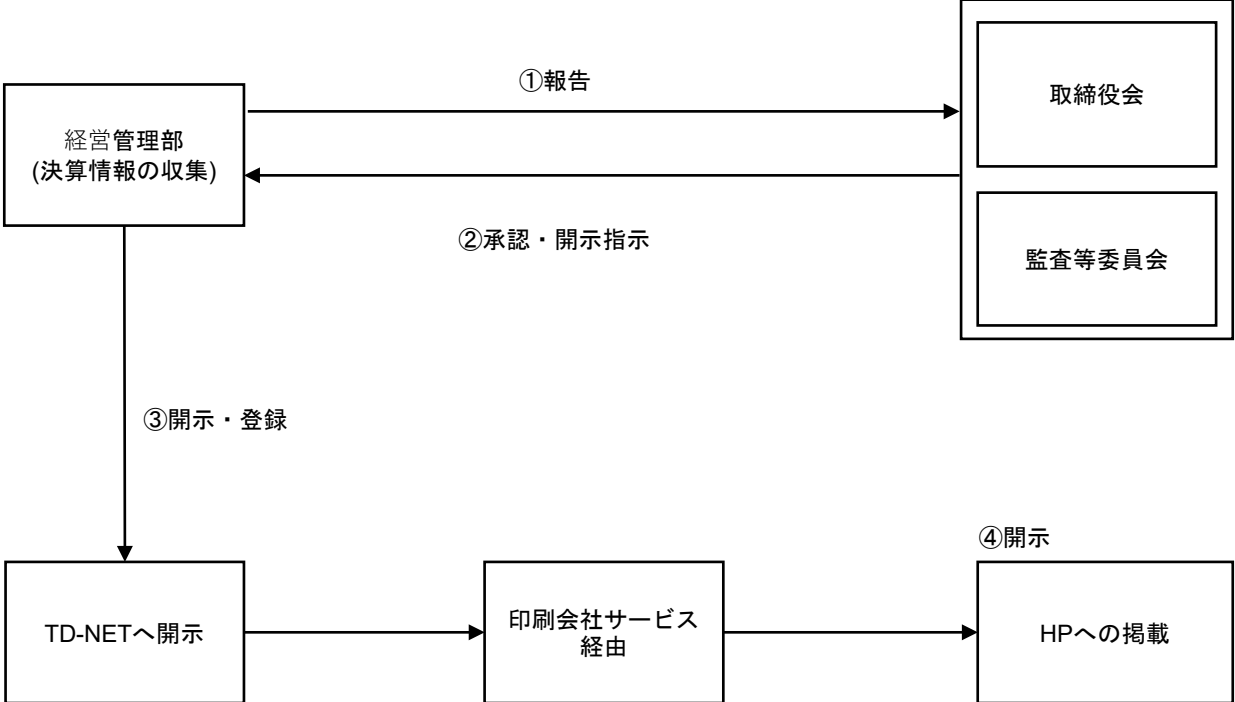 ①報告
取締役会
経営管理部
(決算情報の収集)
②承認・開示指示
監査等委員会
③開示・登録
④開示
TD-NETへ開示
印刷会社サービス
経由
HPへの掲載